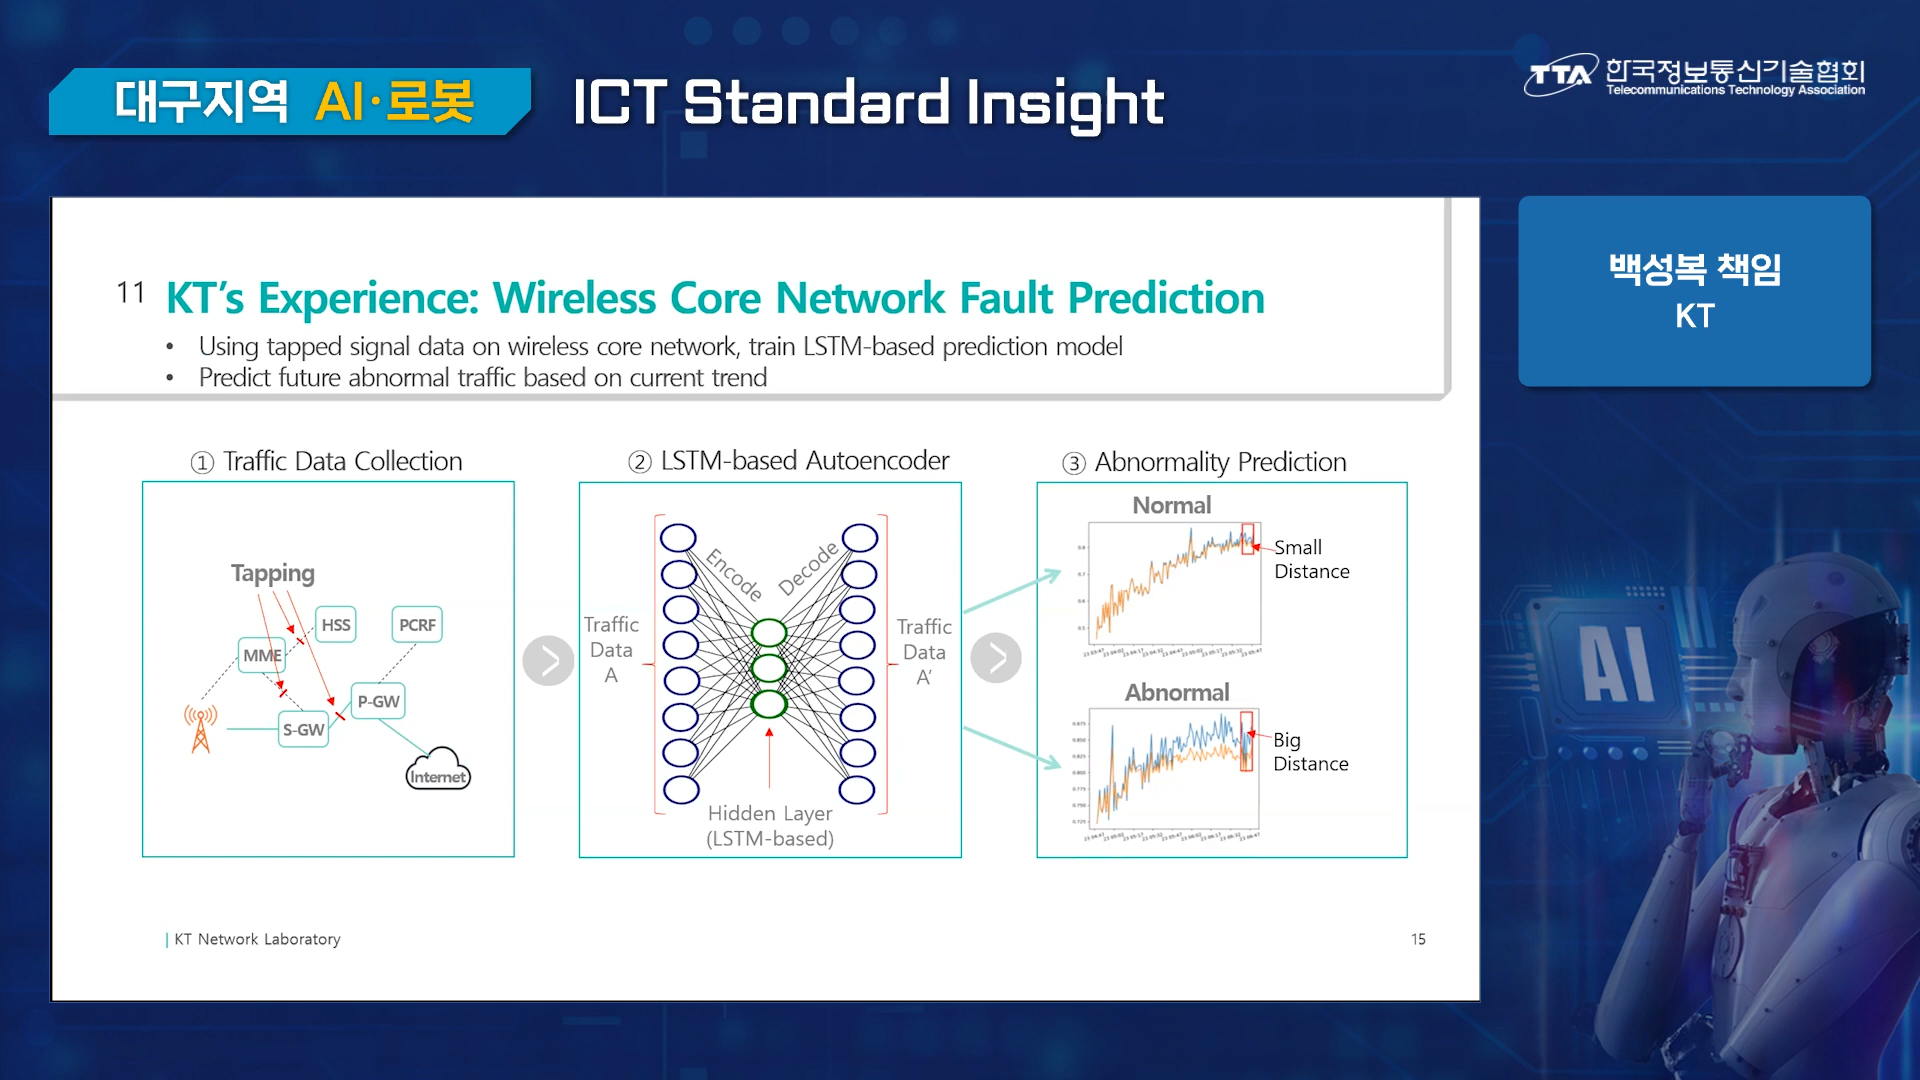 대구지역 AI·로봇
ICT Standard Insight
TTA 한국정보통신기술협회
Telecommunications Technology Association
백성복 책임
KT
11 KT's Experience: Wireless Core Network Fault Prediction
• Using tapped signal data on wireless core network, train LSTM-based prediction model
• Predict future abnormal traffic based on current trend
① Traffic Data Collection
Tapping
HSS
PCRF
MME
P-GW
S-GW
Internet
② LSTM-based Autoencoder
Encode
Decode
Traffic
Data
A
Traffic
Data
A'
Hidden Layer
(LSTM-based)
③ Abnormality Prediction
Normal
Small
Distance
Abnormal
Big
Distance
| KT Network Laboratory
15
AI